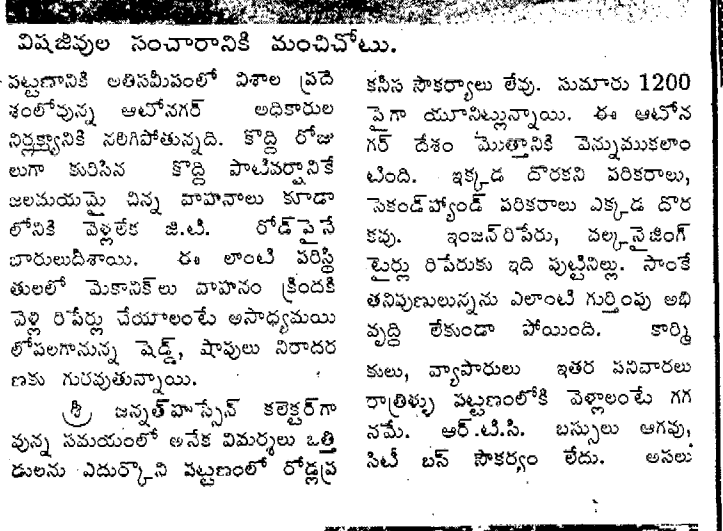 విషజీవుల సంచారానికి మంచిచోటు.
పట్టణానికి అతిసమీపంలో విశాల ప్రదే
శంలోవున్న ఆటోనగర్ అధికారుల
నిర్లక్ష్యానికి నలిగిపోతున్నది. కొద్ది రోజు
లుగా కురిసిన కొద్ది పాటివర్షానికే
జలమయమై చిన్న వాహనాలు కూడా
లోనికి వెళ్లలేక జి.టి. రోడ్‌పైనే
బారులుదీశాయి. ఈ లాంటి పరిస్థి
తులలో మెకానిక్‌లు వాహనం క్రిందకి
వెళ్లి రిపేర్లు చేయాలంటే అసాధ్యమయి
లోపలగానున్న షెడ్స్, షాపులు నిరాదర
ణకు గురవుతున్నాయి.
శ్రీ జన్నత్‌హుస్సేన్ కలెక్టర్‌గా
వున్న సమయంలో అనేక విమర్శలు ఒత్తి
డులను ఎదుర్కొని పట్టణంలో రోడ్లప్ర
కనీస సౌకర్యాలు లేవు. సుమారు 1200
పైగా యూనిట్లున్నాయి. ఈ ఆటోన
గర్ దేశం మొత్తానికి వెన్నుముకలాం
టింది. ఇక్కడ దొరకని పరికరాలు,
సెకండ్‌హ్యాండ్ పరికరాలు ఎక్కడ దొర
కవు. ఇంజన్‌రిపేరు, వల్కనైజింగ్
టైర్లు రిపేరుకు ఇది పుట్టినిల్లు. సాంకే
తనిపుణులున్నను ఎలాంటి గుర్తింపు అభి
వృద్ధి లేకుండా పోయింది. కార్మి
కులు, వ్యాపారులు ఇతర పనివారలు
రాత్రిళ్ళు పట్టణంలోకి వెళ్లాలంటే గగ
నమే. ఆర్.టి.సి. బస్సులు ఆగవు,
సిటీ బస్ సౌకర్యం లేదు. అసలు